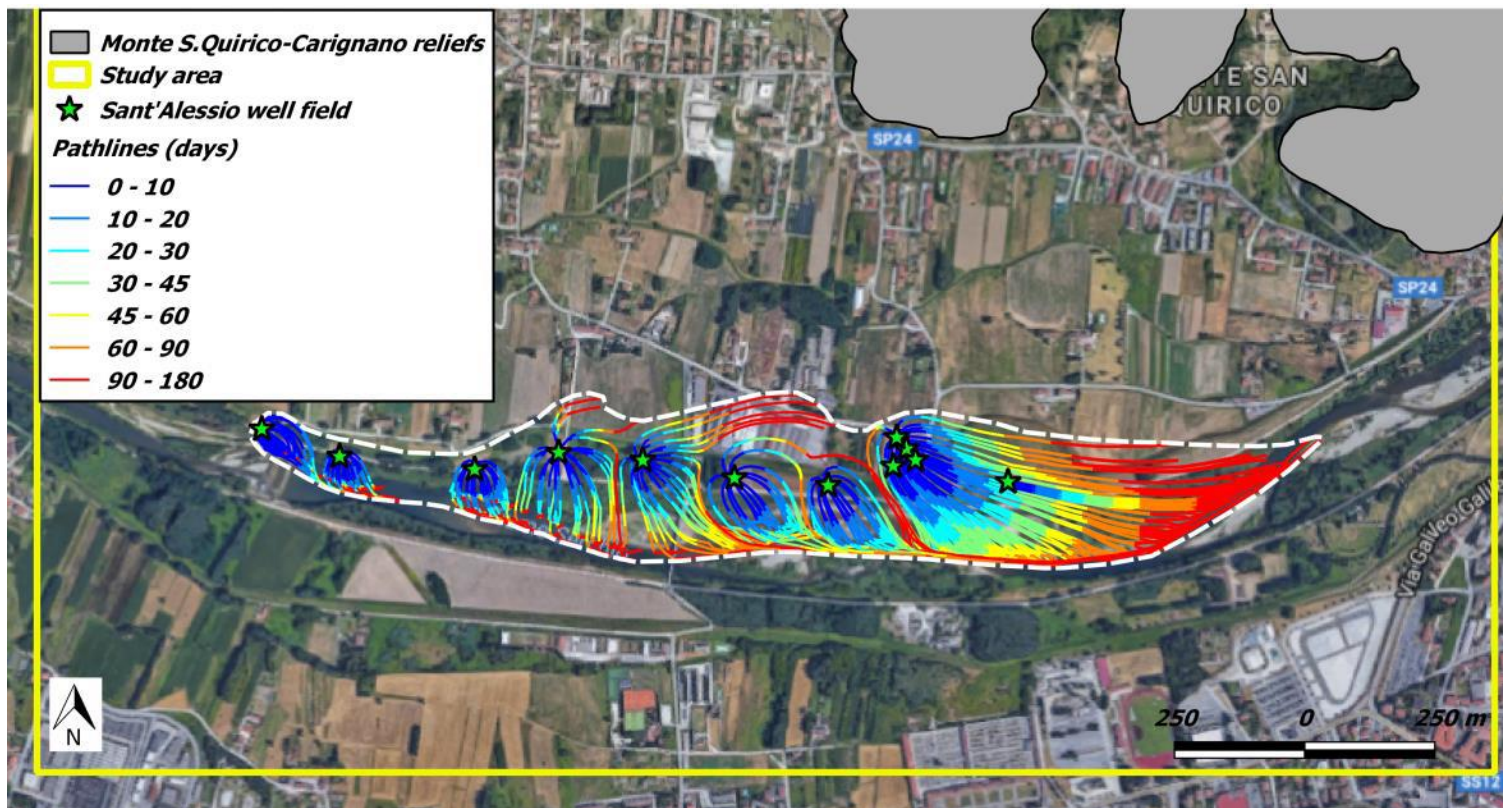 Monte S.Quirico-Carignano reliefs
Study area
Sant'Alessio well field
Pathlines (days)
0 - 10
10 - 20
20 - 30
30 - 45
45 - 60
60 - 90
90 - 180
TE SAN
QUIRICO
SP24
SP24
Via Galileo Gali
N
250 0 250 m
SS12